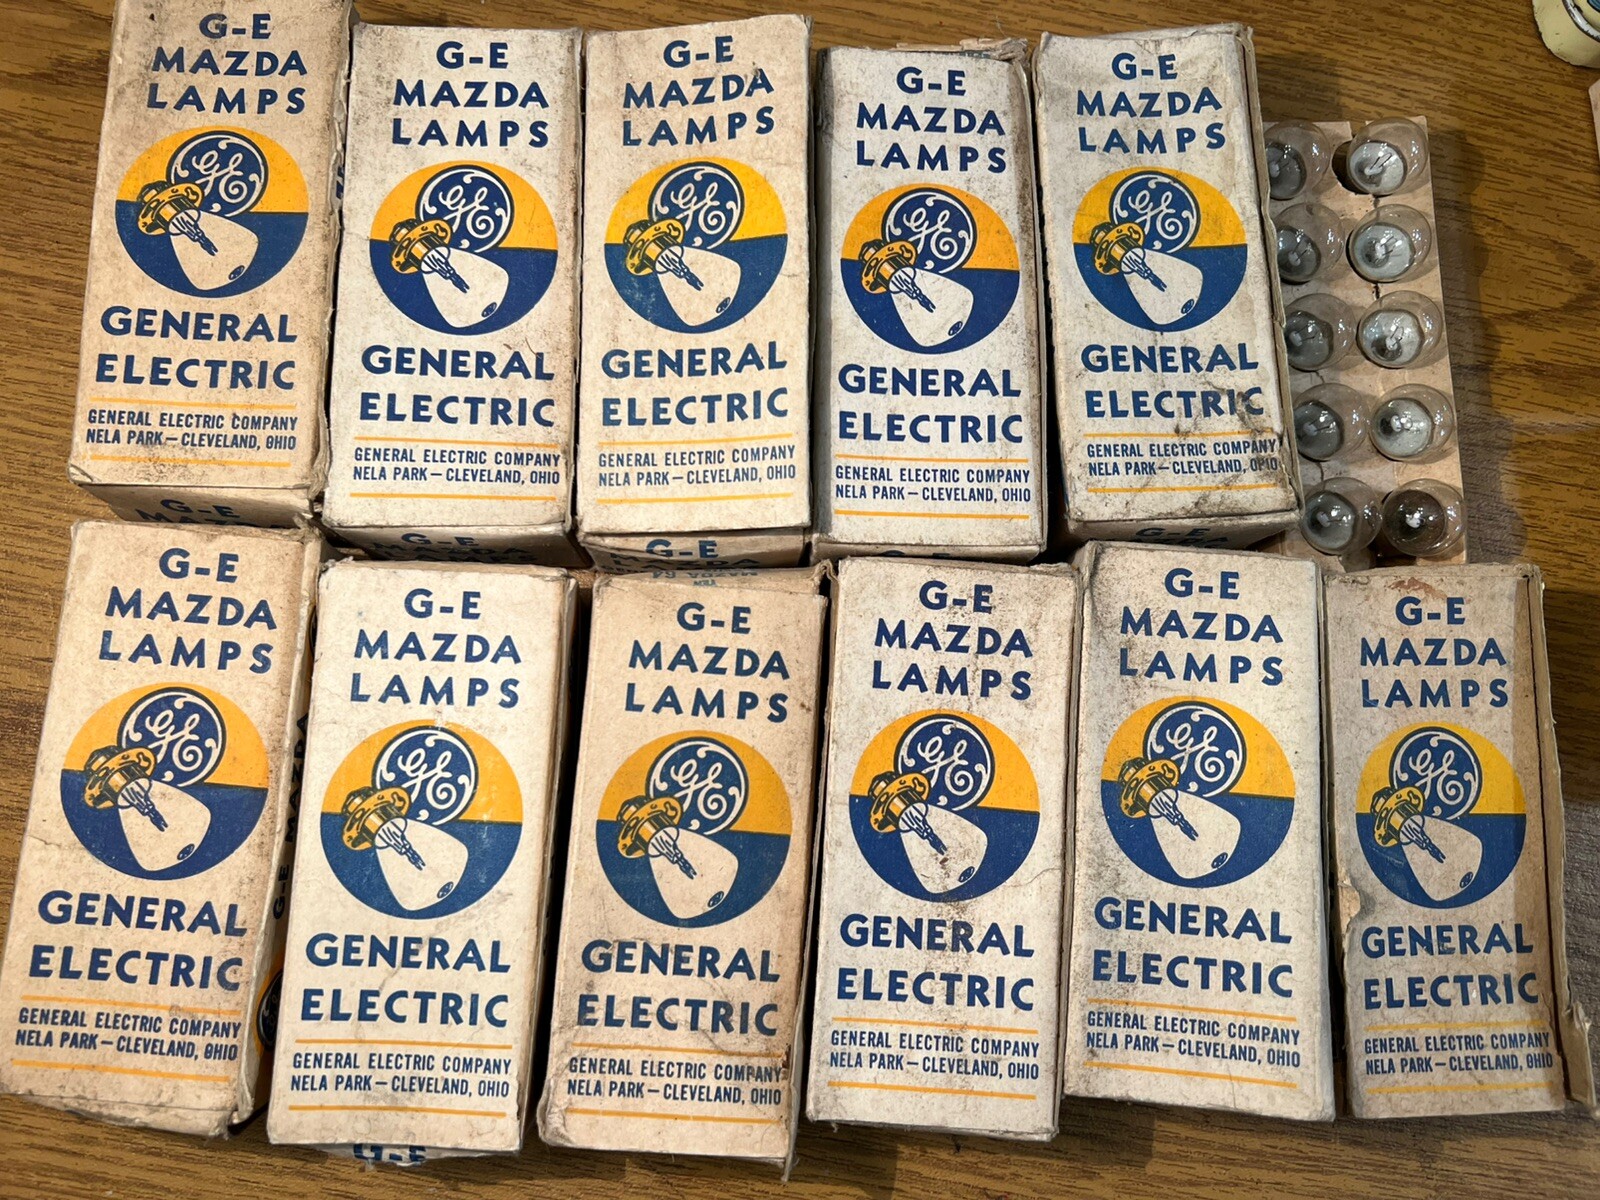 G-E
MAZDA
LAMPS
GE
GENERAL
ELECTRIC
GENERAL ELECTRIC COMPANY
NELA PARK—CLEVELAND, OHIO
G-E
G-E
MAZDA
LAMPS
GE
GENERAL
ELECTRIC
GENERAL ELECTRIC COMPANY
NELA PARK—CLEVELAND, OHIO
MAZDA
G-E
MAZDA
LAMPS
GE
GENERAL
ELECTRIC
GENERAL ELECTRIC COMPANY
NELA PARK—CLEVELAND, OHIO
G-E
MAZDA
G-E
MAZDA
LAMPS
GE
GENERAL
ELECTRIC
GENERAL ELECTRIC COMPANY
NELA PARK—CLEVELAND, OHIO
G-E
MAZDA
LAMPS
GE
GENERAL
ELECTRIC
GENERAL ELECTRIC COMPANY
NELA PARK—CLEVELAND, OHIO
G-E
G-E
MAZDA
LAMPS
GE
GENERAL
ELECTRIC
GENERAL ELECTRIC COMPANY
NELA PARK—CLEVELAND, OHIO
G-E MAZDA
G-E
MAZDA
LAMPS
GE
GENERAL
ELECTRIC
GENERAL ELECTRIC COMPANY
NELA PARK—CLEVELAND, OHIO
G-E
TEN
MAZDA 64
G-E
MAZDA
LAMPS
GE
GENERAL
ELECTRIC
GENERAL ELECTRIC COMPANY
NELA PARK—CLEVELAND, OHIO
G-E
MAZDA
LAMPS
GE
GENERAL
ELECTRIC
GENERAL ELECTRIC COMPANY
NELA PARK—CLEVELAND, OHIO
G-E
MAZDA
LAMPS
GE
GENERAL
ELECTRIC
GENERAL ELECTRIC COMPANY
NELA PARK—CLEVELAND, OHIO
G-E
MAZDA
LAMPS
GE
GENERAL
ELECTRIC
GENERAL ELECTRIC COMPANY
NELA PARK—CLEVELAND, OHIO